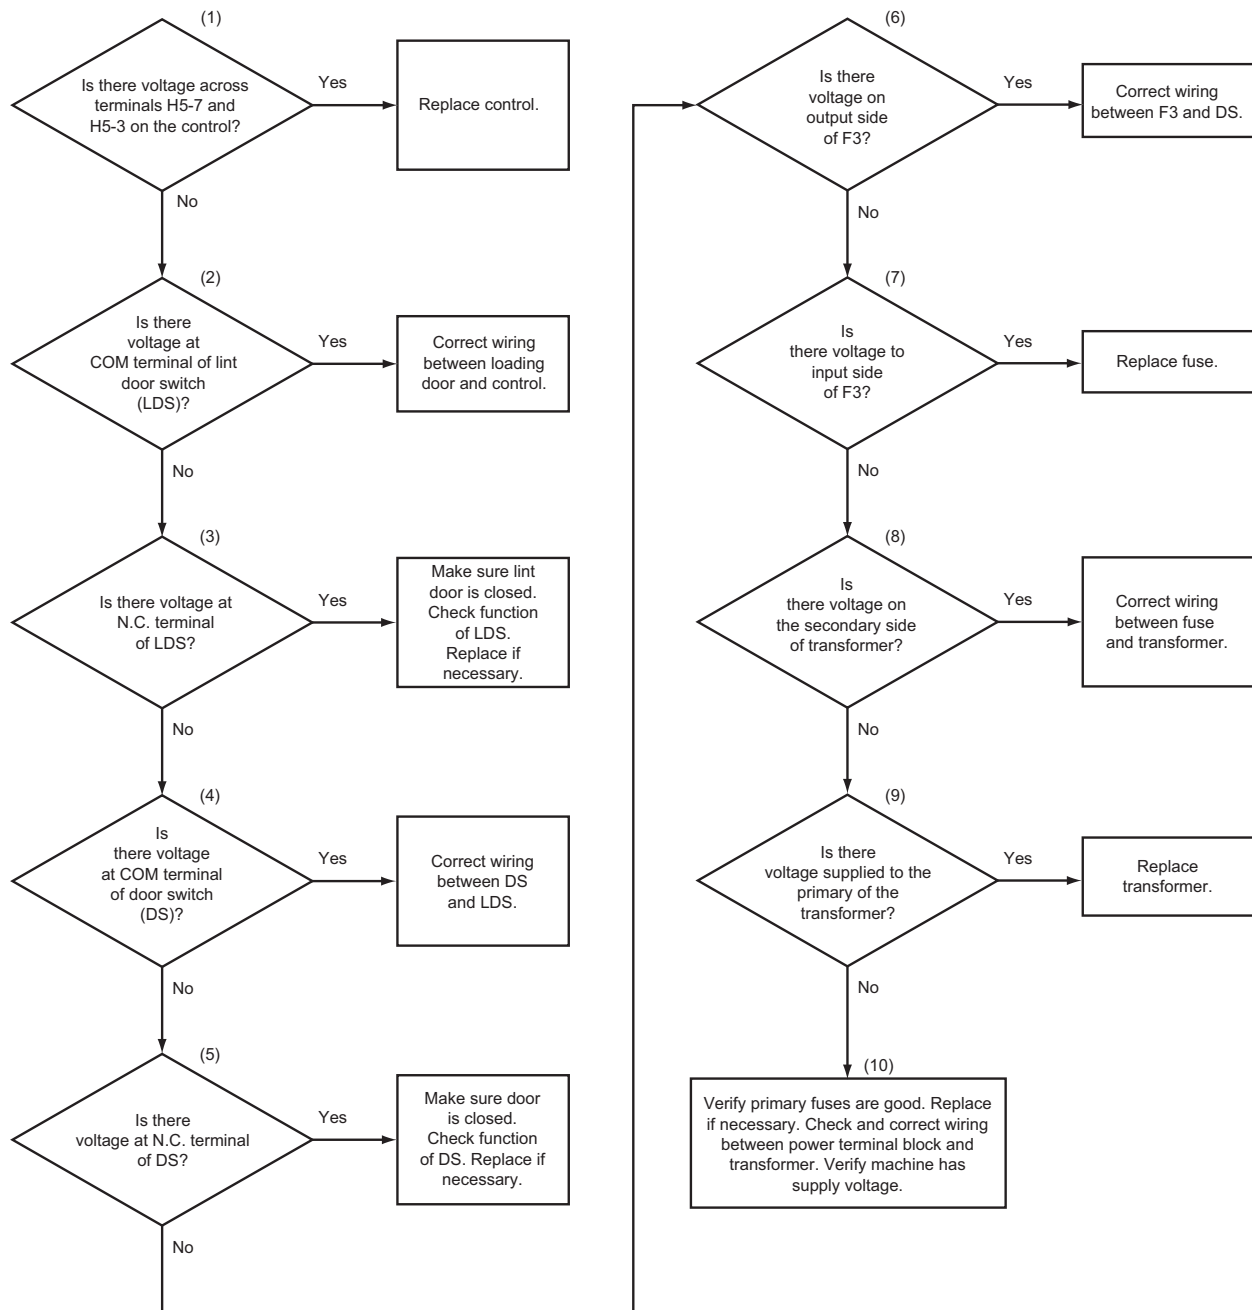 (1)
Is there voltage across
terminals H5-7 and
H5-3 on the control?
Yes
Replace control.
No
(2)
Is there
voltage at
COM terminal of lint
door switch
(LDS)?
Yes
Correct wiring
between loading
door and control.
No
(3)
Is there voltage at
N.C. terminal
of LDS?
Yes
Make sure lint
door is closed.
Check function
of LDS.
Replace if
necessary.
No
(4)
Is
there voltage
at COM terminal
of door switch
(DS)?
Yes
Correct wiring
between DS
and LDS.
No
(5)
Is there
voltage at N.C. terminal
of DS?
Yes
Make sure door
is closed.
Check function
of DS. Replace if
necessary.
No
(6)
Is there
voltage on
output side
of F3?
Yes
Correct wiring
between F3 and DS.
No
(7)
Is
there voltage to
input side
of F3?
Yes
Replace fuse.
No
(8)
Is
there voltage on
the secondary side
of transformer?
Yes
Correct wiring
between fuse
and transformer.
No
(9)
Is there
voltage supplied to the
primary of the
transformer?
Yes
Replace
transformer.
No
(10)
Verify primary fuses are good. Replace
if necessary. Check and correct wiring
between power terminal block and
transformer. Verify machine has
supply voltage.